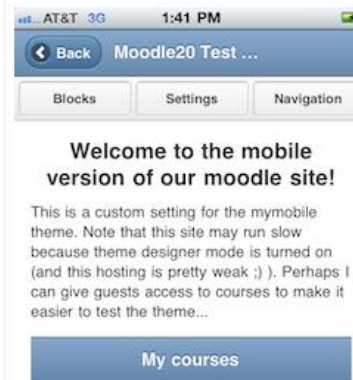 AT&T 3G 1:41 PM
Back Moodle20 Test ...
Blocks Settings Navigation
Welcome to the mobile
version of our moodle site!
This is a custom setting for the mymobile
theme. Note that this site may run slow
because theme designer mode is turned on
(and this hosting is pretty weak ;) ). Perhaps I
can give guests access to courses to make it
easier to test the theme...
My courses